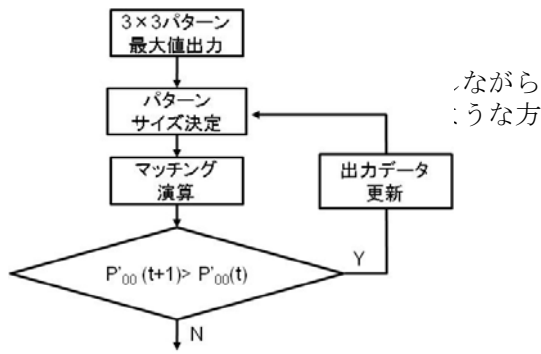 3×3パターン
最大値出力
ながら
うな方
パターン
サイズ決定
マッチング
演算
出力データ
更新
P'00 (t+1)> P'00(t)
Y
N